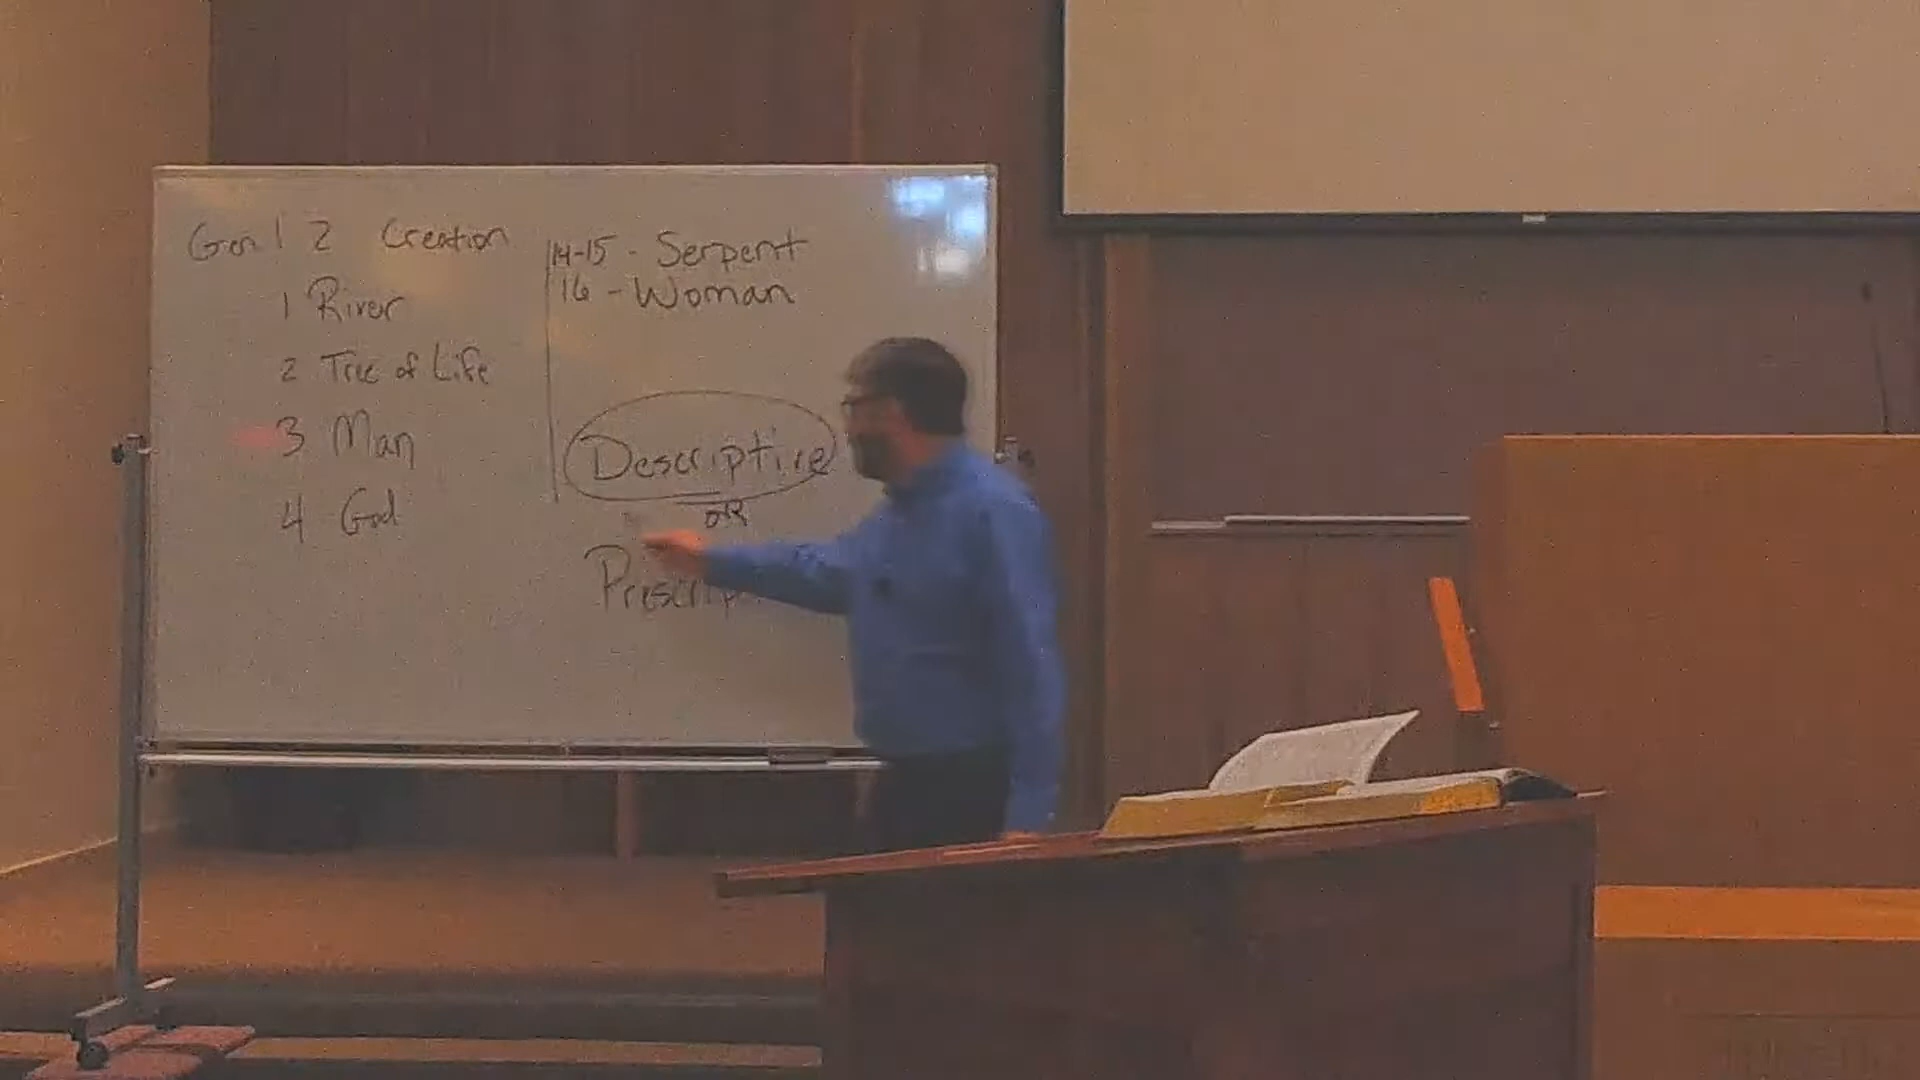 Gen 1 2 Creation
1 River
2 Tree of Life
3 Man
4 God
14-15 - Serpent
16 - Woman
Descriptive
OR
Prescrip